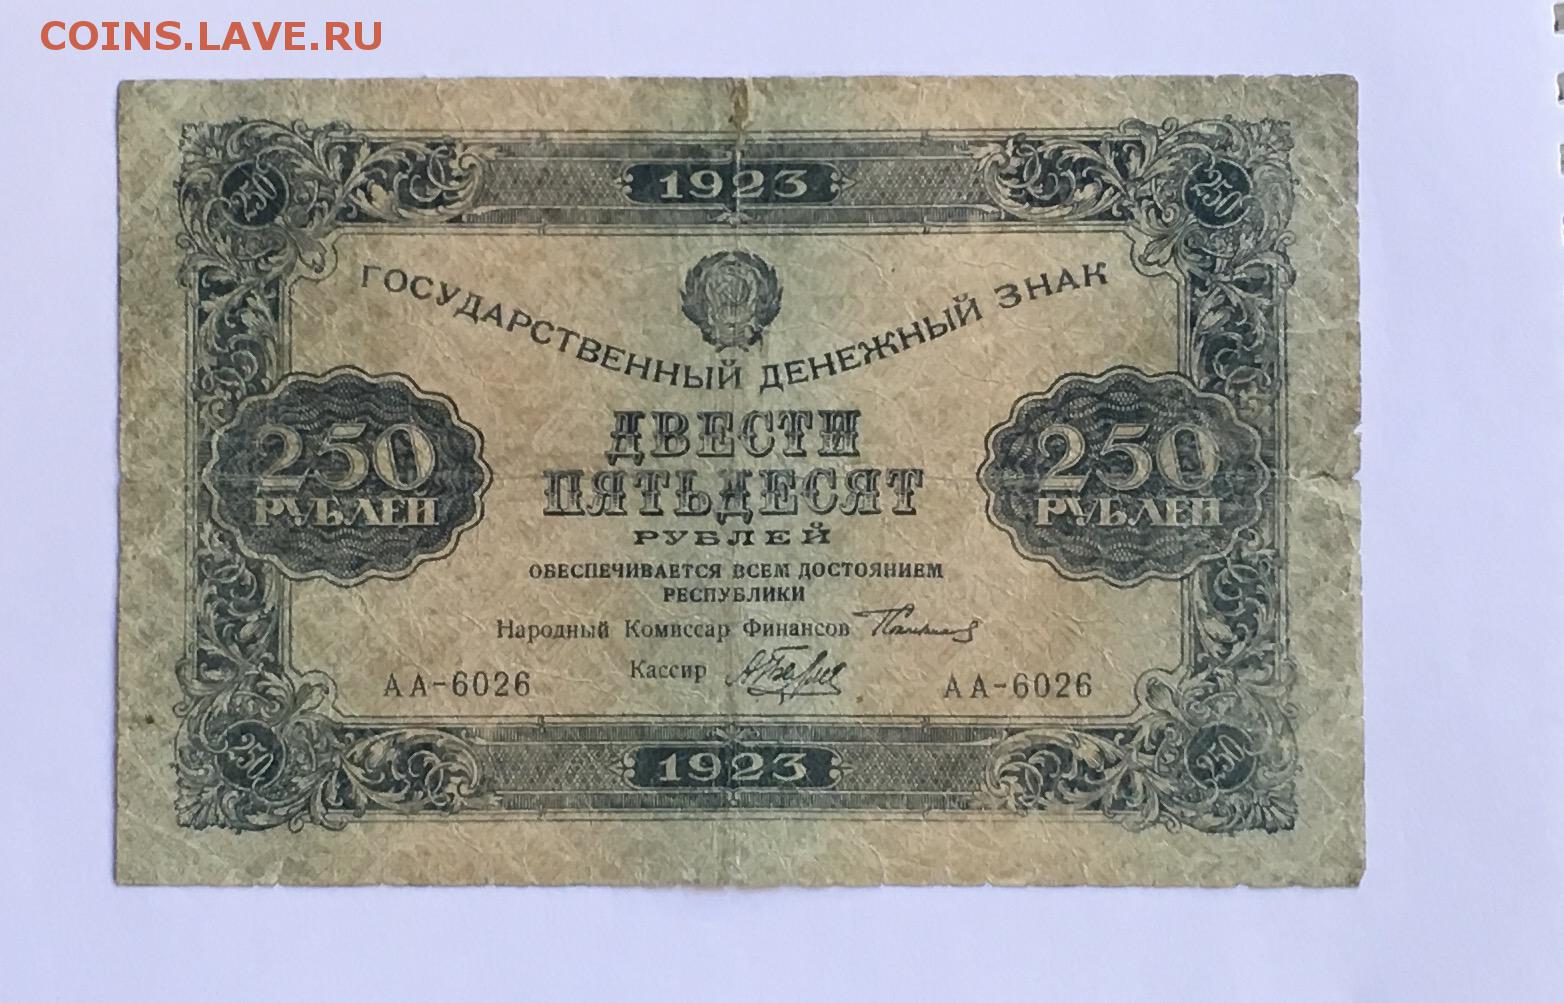 COINS.LAVE.RU
250 1923 250
ГОСУДАРСТВЕННЫЙ ДЕНЕЖНЫЙ ЗНАК
250
РУБЛЕЙ
ДВЕСТИ
ПЯТЬДЕСЯТ
РУБЛЕЙ
250
РУБЛЕЙ
ОБЕСПЕЧИВАЕТСЯ ВСЕМ ДОСТОЯНИЕМ
РЕСПУБЛИКИ
Народный Комиссар Финансов
Кассир
АА-6026 АА-6026
250 1923 250